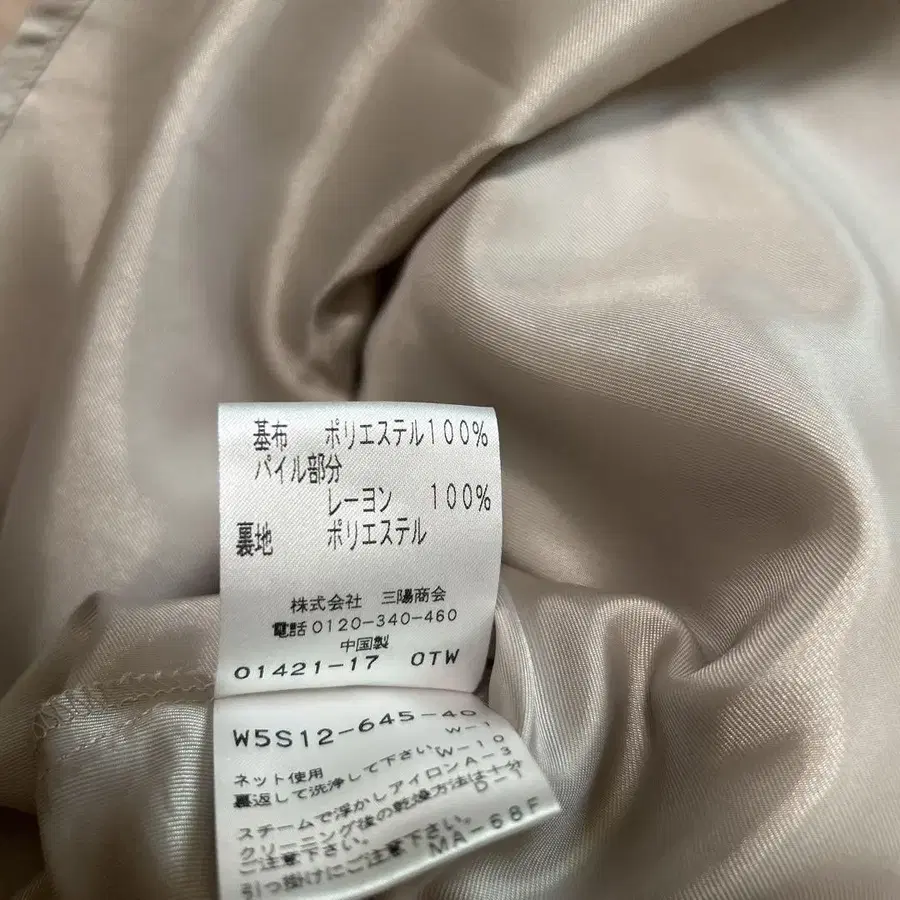 基布 ポリエステル100%
パイル部分
レーヨン 100%
裏地 ポリエステル
株式会社 三陽商会
電話0120-340-460
中国製
01421-17 OTW
W5S12-645-40
W-1
ネット使用 W-10
裏返して洗浄して下さい。 A-3
スチームで浮かしアイロン D-1
クリーニング後の乾燥方法は十分
ご注意下さい。
引っ掛けにご注意下さい。 MA-68F